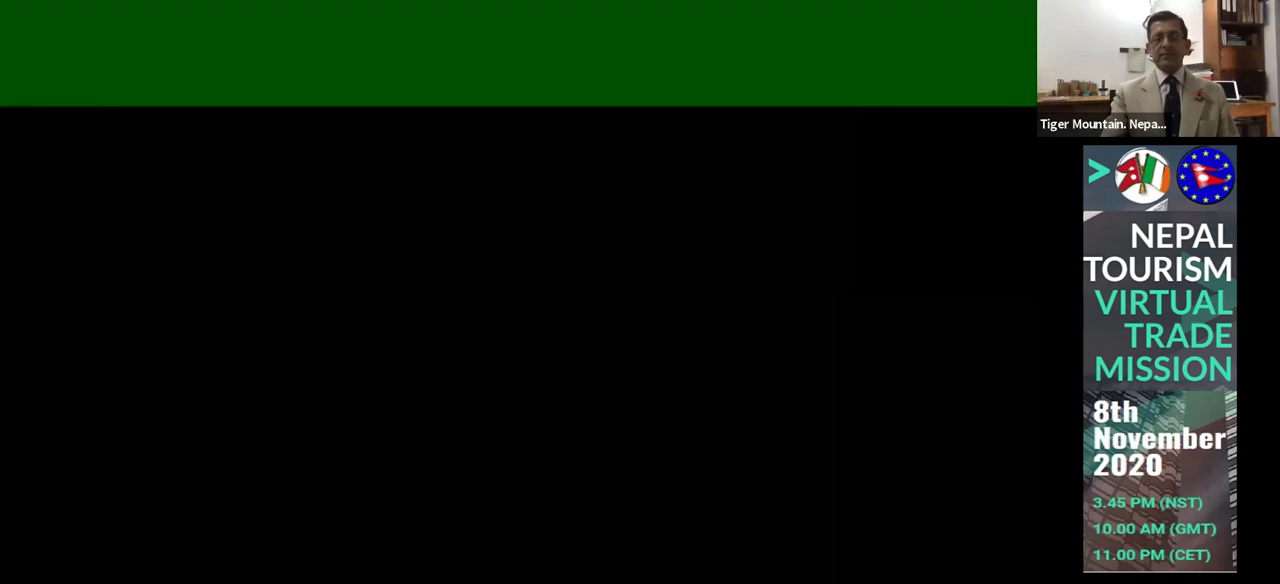 Tiger Mountain. Nepa...
>
NEPAL
TOURISM
VIRTUAL
TRADE
MISSION
8th
November
2020
3.45 PM (NST)
10.00 AM (GMT)
11.00 PM (CET)